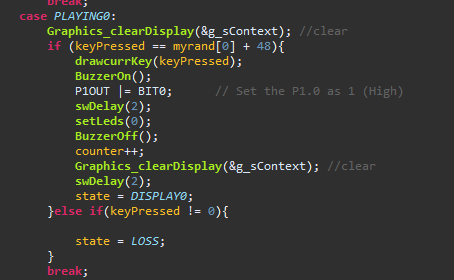 break;
case PLAYING0:
Graphics_clearDisplay(&g_sContext); //clear
if (keyPressed == myrand[0] + 48){
drawcurrKey(keyPressed);
BuzzerOn();
P1OUT |= BIT0; // Set the P1.0 as 1 (High)
swDelay(2);
setLeds(0);
BuzzerOff();
counter++;
Graphics_clearDisplay(&g_sContext); //clear
swDelay(2);
state = DISPLAY0;
}else if(keyPressed != 0){
state = LOSS;
}
break;